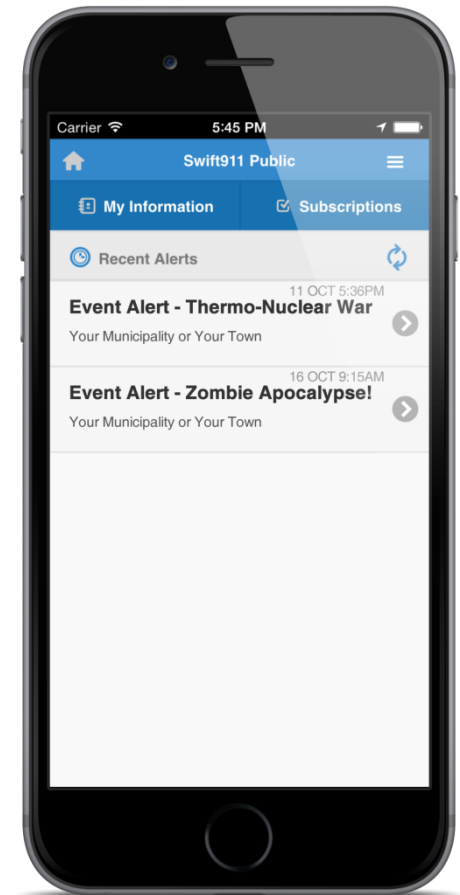 Carrier 5:45 PM
Swift911 Public
My Information Subscriptions
Recent Alerts
11 OCT 5:36PM
Event Alert - Thermo-Nuclear War
Your Municipality or Your Town
16 OCT 9:15AM
Event Alert - Zombie Apocalypse!
Your Municipality or Your Town